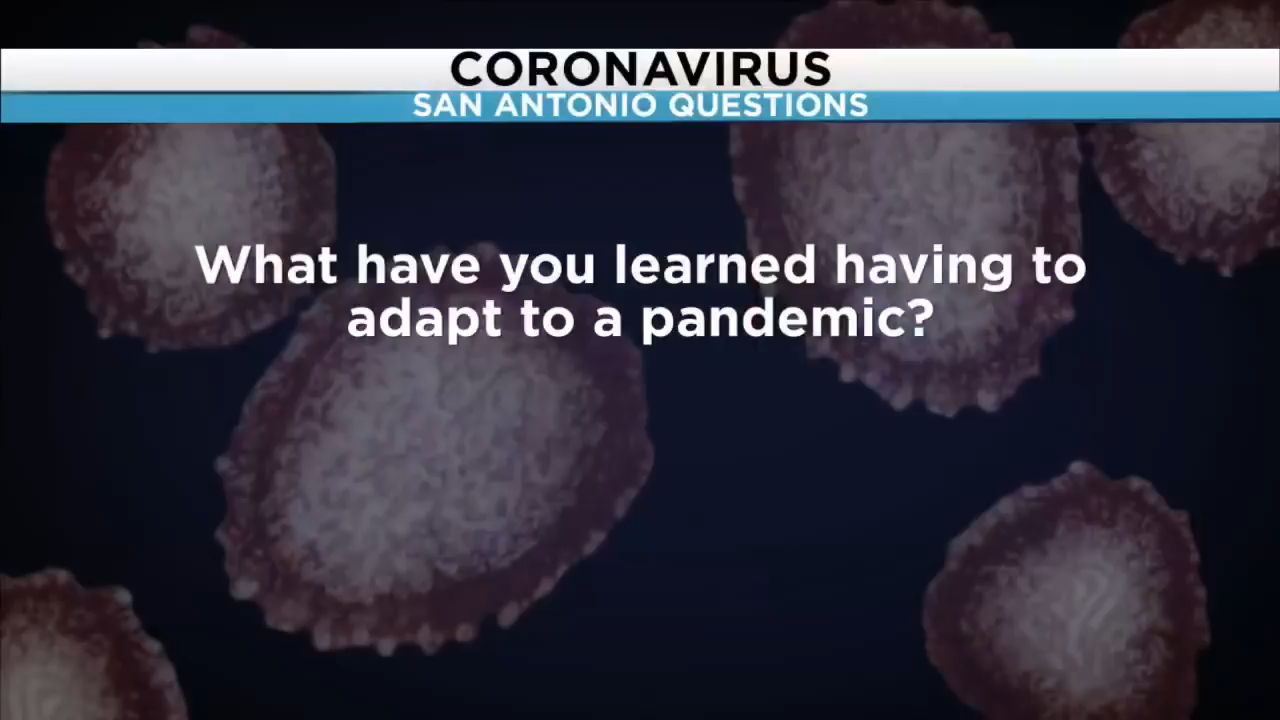 CORONAVIRUS
SAN ANTONIO QUESTIONS
What have you learned having to
adapt to a pandemic?